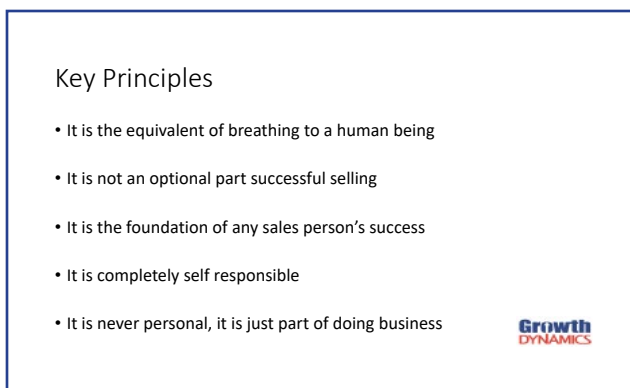 Key Principles
• It is the equivalent of breathing to a human being
• It is not an optional part successful selling
• It is the foundation of any sales person's success
• It is completely self responsible
• It is never personal, it is just part of doing business
Growth
DYNAMICS